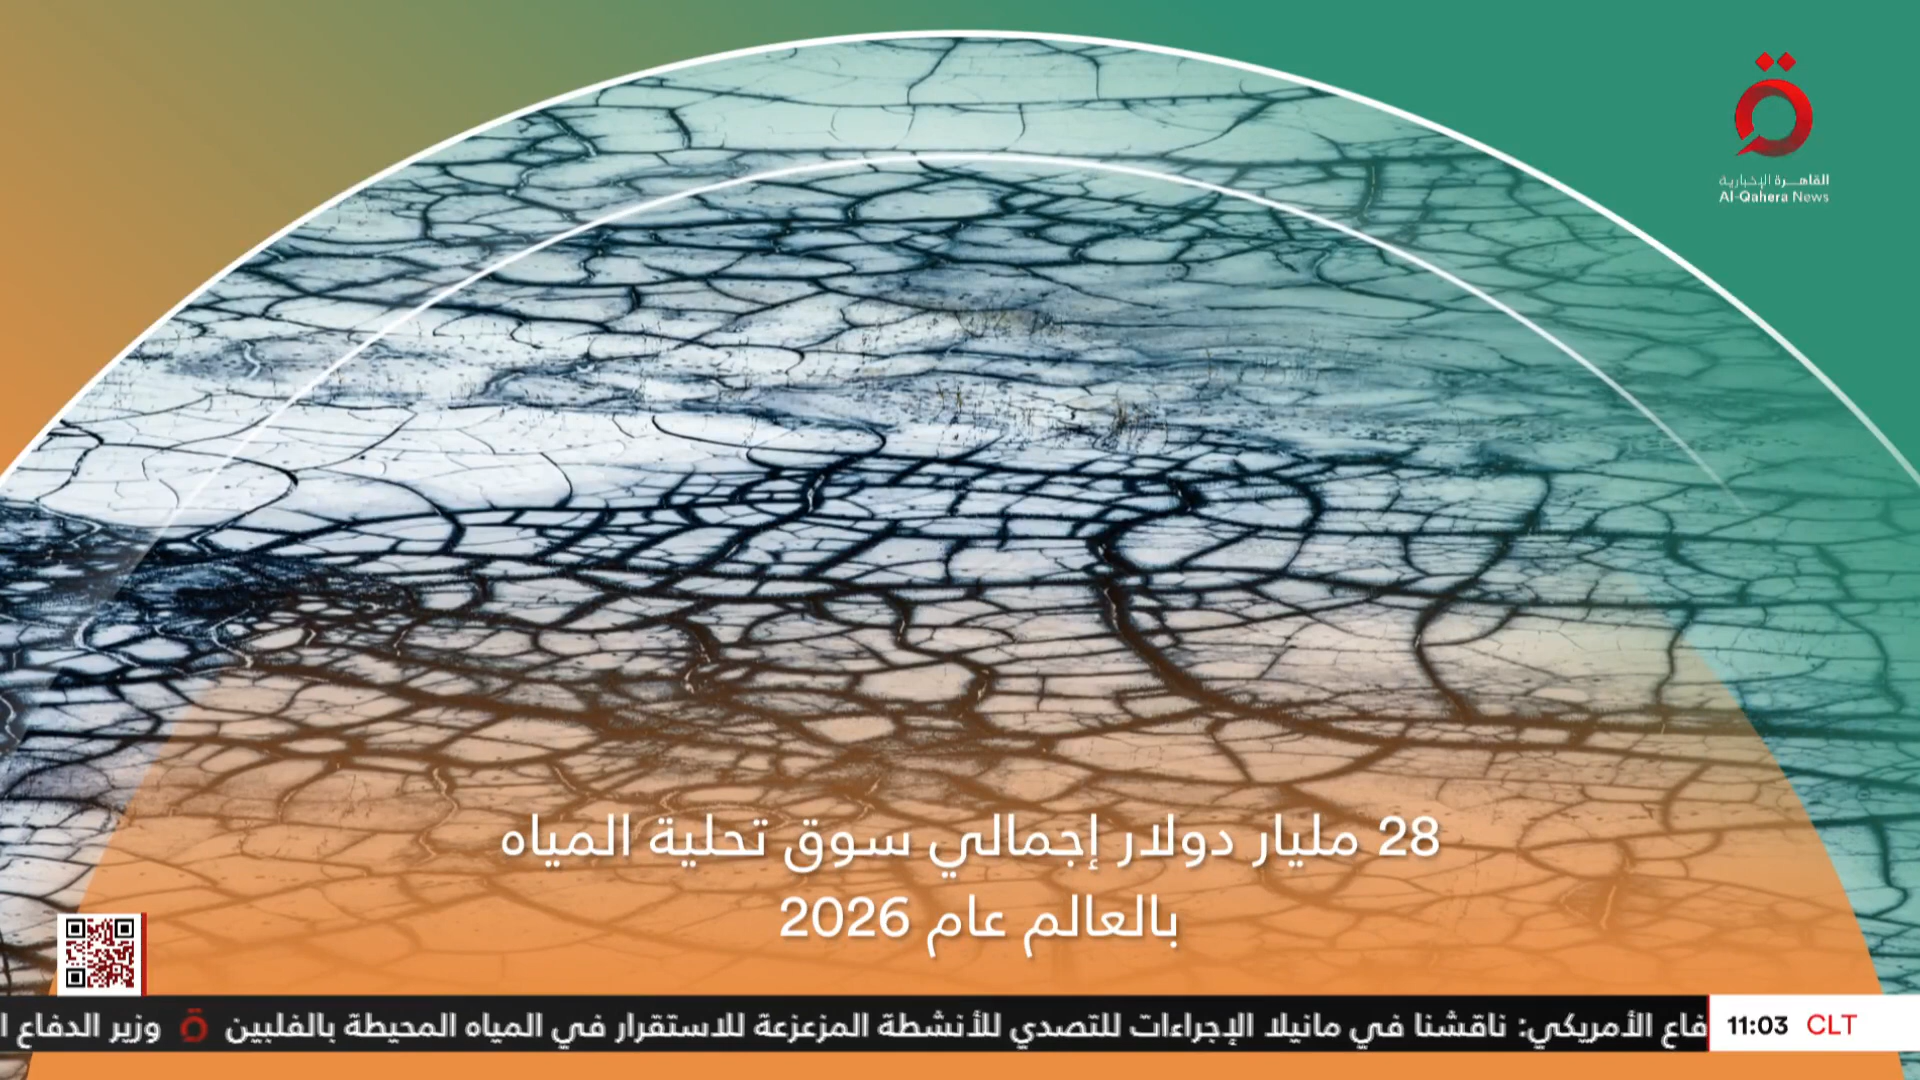 القاهـــرة الإخبارية
Al-Qahera News
28 مليار دولار إجمالي سوق تحلية المياه
بالعالم عام 2026
فاع الأمريكي: ناقشنا في مانيلا الإجراءات للتصدي للأنشطة المزعزعة للاستقرار في المياه المحيطة بالفلبين
وزير الدفاع ا
11:03 CLT